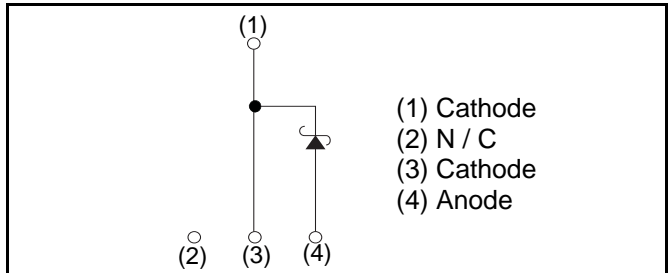 (1)
(1) Cathode
(2) N / C
(3) Cathode
(4) Anode
(2) (3) (4)